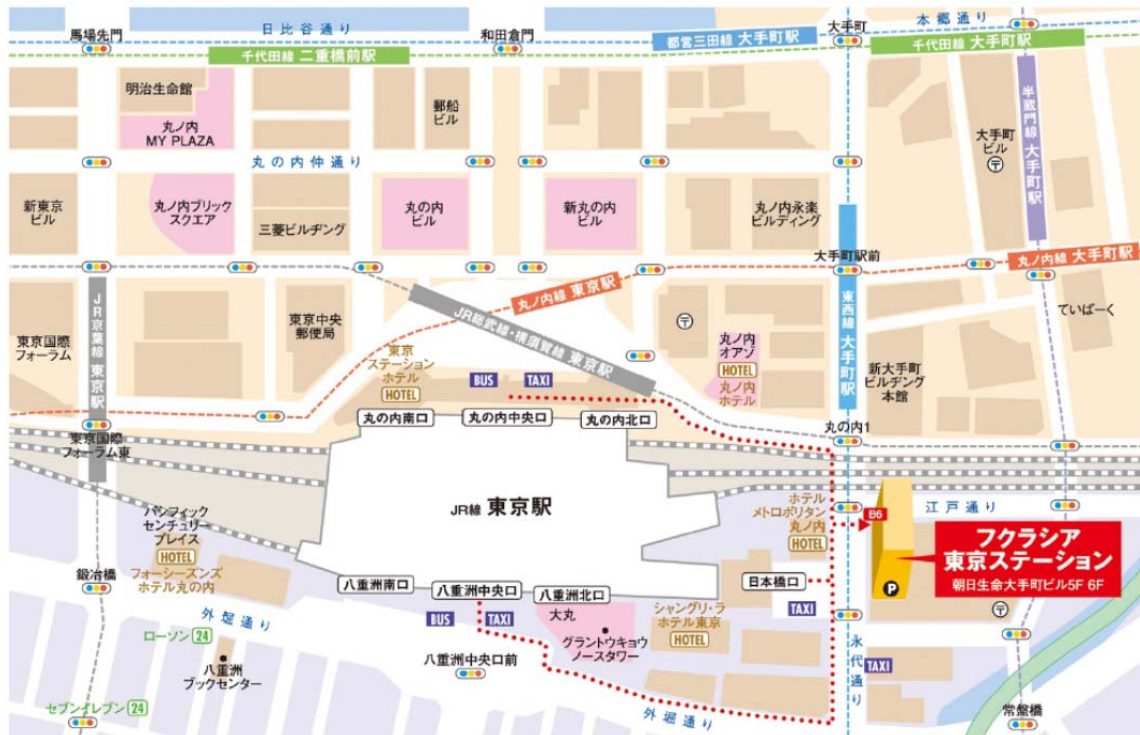 馬場先門
日比谷通り
和田倉門
大手町
本郷通り
都営三田線 大手町駅
千代田線 大手町駅
千代田線 二重橋前駅
明治生命館
丸ノ内
MY PLAZA
郵船
ビル
大手町
ビル
半蔵門線 大手町駅
丸の内仲通り
新東京
ビル
丸ノ内ブリック
スクエア
三菱ビルヂング
丸の内
ビル
新丸の内
ビル
丸ノ内永楽
ビルディング
大手町駅前
丸ノ内線 大手町駅
JR京葉線 東京駅
丸ノ内線 東京駅
JR総武線・横須賀線 東京駅
東西線 大手町駅
ていぱーく
東京国際
フォーラム
東京中央
郵便局
東京
ステーション
ホテル
HOTEL
BUS
TAXI
丸ノ内
オアゾ
HOTEL
丸ノ内
ホテル
新大手町
ビルヂング
本館
丸の内南口
丸の内中央口
丸の内北口
丸の内1
東京国際
フォーラム東
JR線 東京駅
パシフィック
センチュリー
プレイス
HOTEL
フォーシーズンズ
ホテル丸の内
ホテル
メトロポリタン
丸ノ内
HOTEL
B6
江戸通り
フクラシア
東京ステーション
朝日生命大手町ビル5F 6F
P
鍛冶橋
八重洲南口
八重洲中央口
八重洲北口
日本橋口
外堀通り
BUS
TAXI
大丸
グラントウキョウ
ノースタワー
シャングリ・ラ
ホテル東京
HOTEL
TAXI
ローソン 24
八重洲
ブックセンター
八重洲中央口前
永代通り
TAXI
セブンイレブン 24
外堀通り
常盤橋